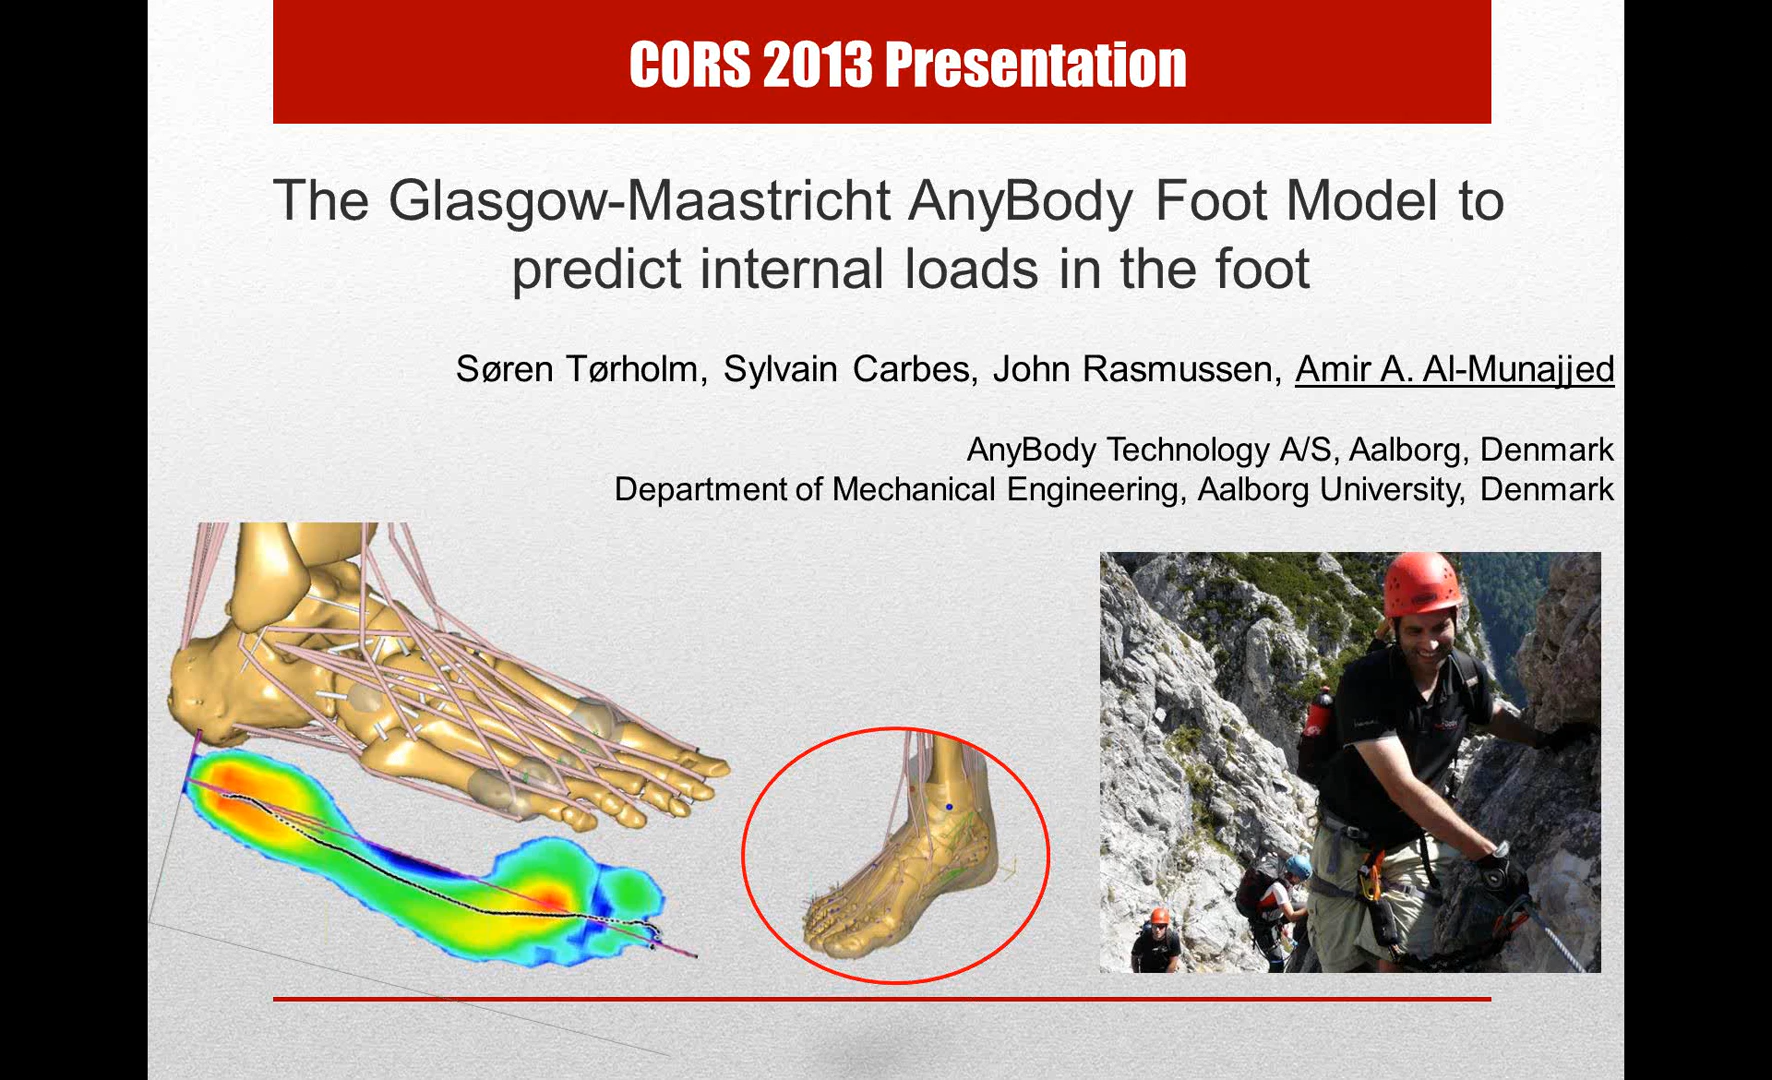 CORS 2013 Presentation
The Glasgow-Maastricht AnyBody Foot Model to
predict internal loads in the foot
Søren Tørholm, Sylvain Carbes, John Rasmussen, Amir A. Al-Munajjed
AnyBody Technology A/S, Aalborg, Denmark
Department of Mechanical Engineering, Aalborg University, Denmark